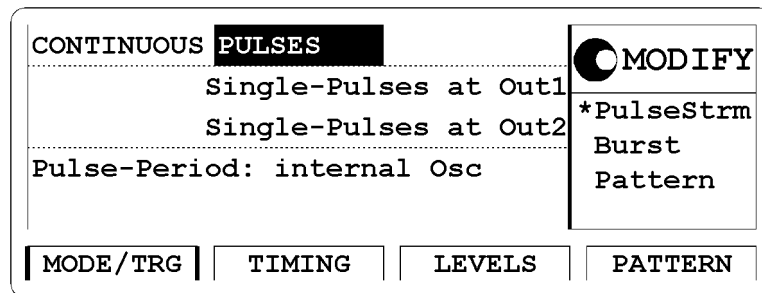 CONTINUOUS PULSES
Single-Pulses at Out1
Single-Pulses at Out2
Pulse-Period: internal Osc
MODIFY
*PulseStrm
Burst
Pattern
MODE/TRG TIMING LEVELS PATTERN